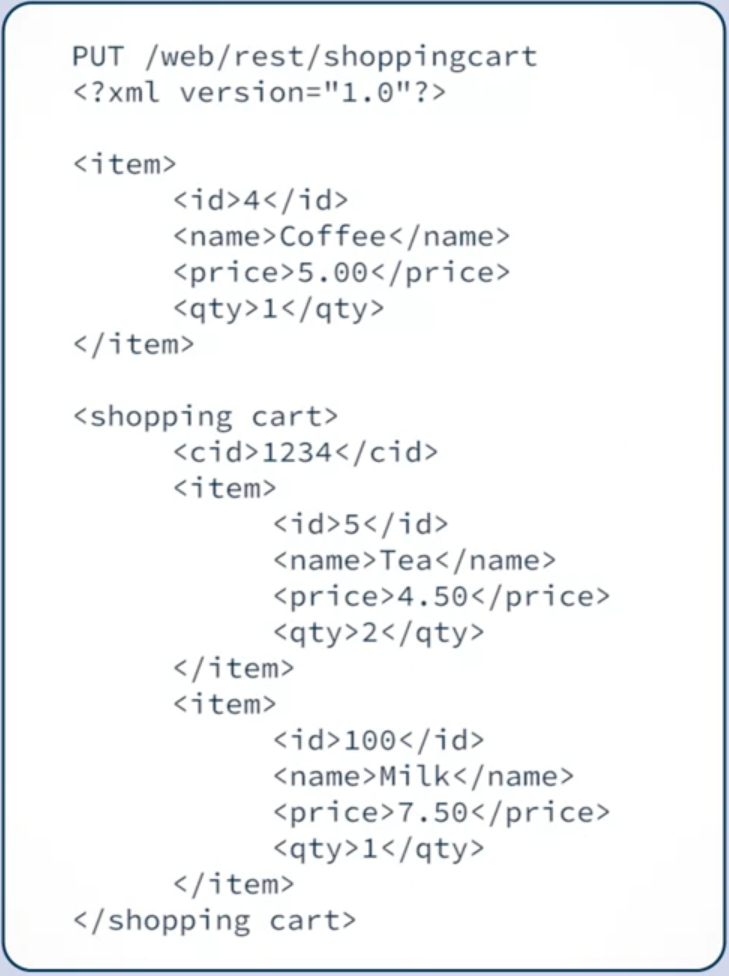 PUT /web/rest/shoppingcart
<?xml version="1.0"?>
<item>
<id>4</id>
<name>Coffee</name>
<price>5.00</price>
<qty>1</qty>
</item>
<shopping cart>
<cid>1234</cid>
<item>
<id>5</id>
<name>Tea</name>
<price>4.50</price>
<qty>2</qty>
</item>
<item>
<id>100</id>
<name>Milk</name>
<price>7.50</price>
<qty>1</qty>
</item>
</shopping cart>